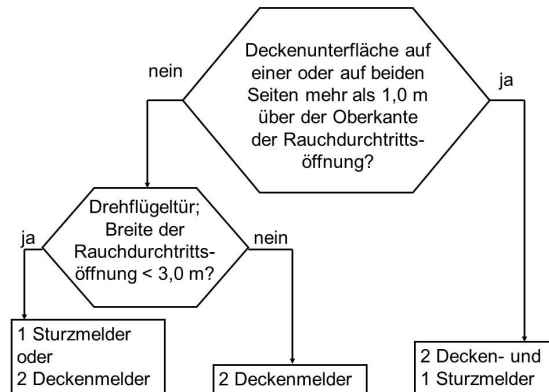 Deckenunterfläche auf
einer oder auf beiden
Seiten mehr als 1,0 m
über der Oberkante
der Rauchdurchtritts-
öffnung?
nein
ja
Drehflügeltür;
Breite der
Rauchdurchtritts-
öffnung < 3,0 m?
ja
nein
1 Sturzmelder
oder
2 Deckenmelder
2 Deckenmelder
2 Decken- und
1 Sturzmelder